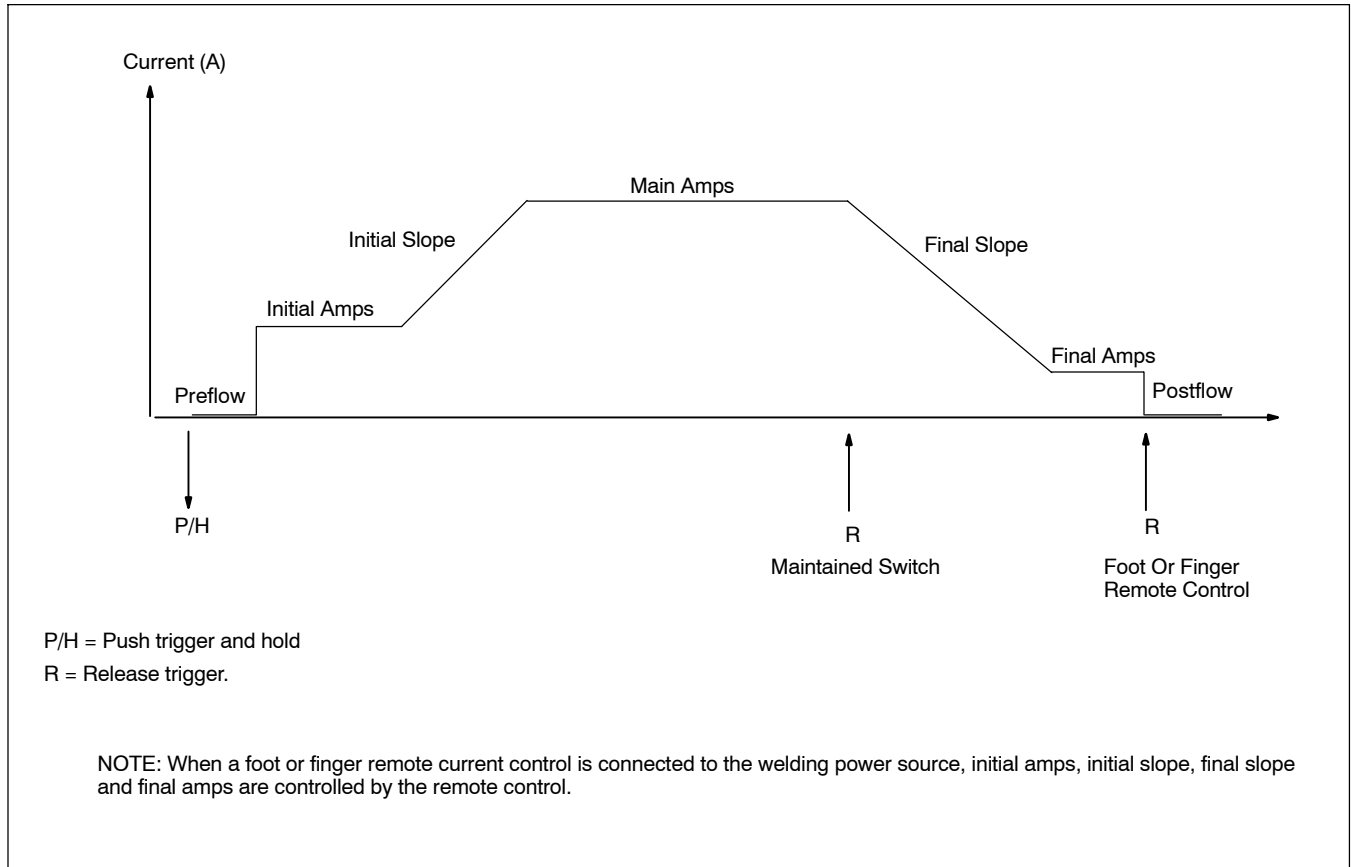 Current (A)
Main Amps
Initial Slope
Final Slope
Initial Amps
Final Amps
Preflow
Postflow
P/H
R
Maintained Switch
R
Foot Or Finger
Remote Control
P/H = Push trigger and hold
R = Release trigger.
NOTE: When a foot or finger remote current control is connected to the welding power source, initial amps, initial slope, final slope
and final amps are controlled by the remote control.